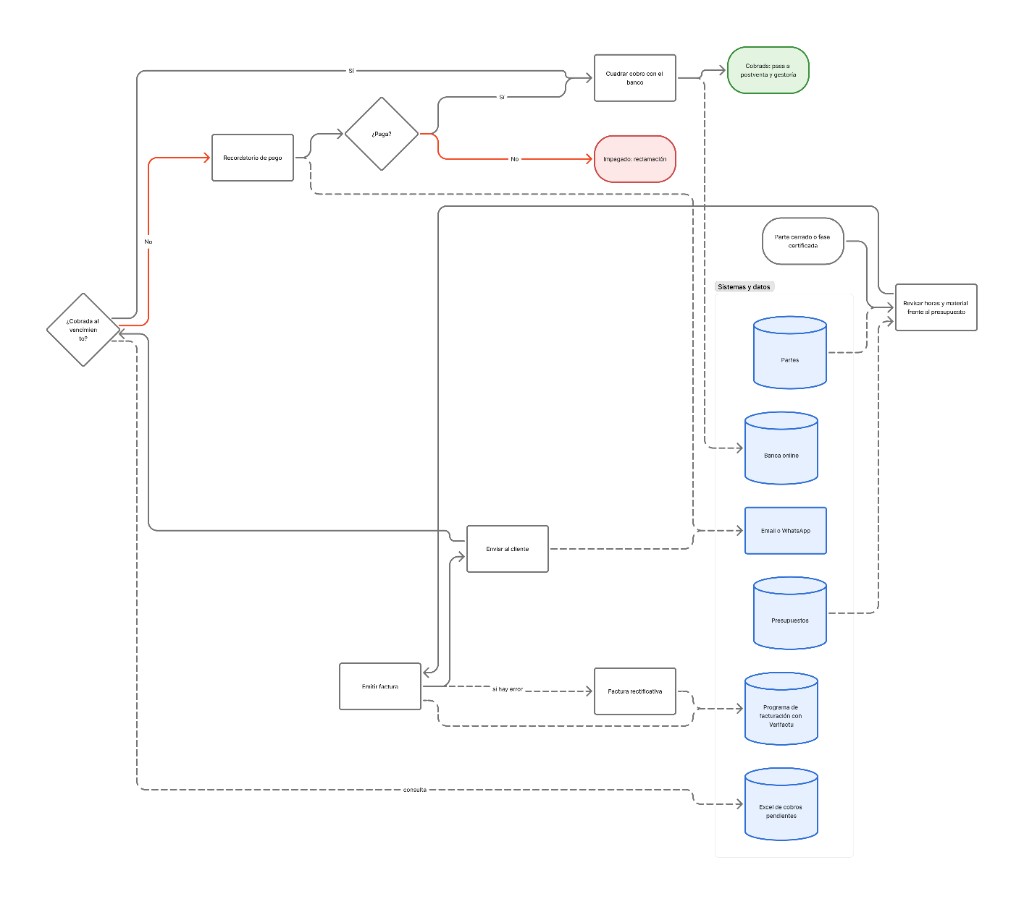 Sí
Cuadrar cobro con el
banco
Cobrado: pasa a
postventa y gestoría
sí
¿Paga?
Recordatorio de pago
No
Impagado: reclamación
No
Parte cerrado o fase
certificada
Sistemas y datos
Revisar horas y material
frente al presupuesto
¿Cobrada al
vencimien
to?
Partes
Banca online
Email o WhatsApp
Enviar al cliente
Presupuestos
Emitir factura
si hay error
Factura rectificativa
Programa de
facturación con
Verifactu
consulta
Excel de cobros
pendientes